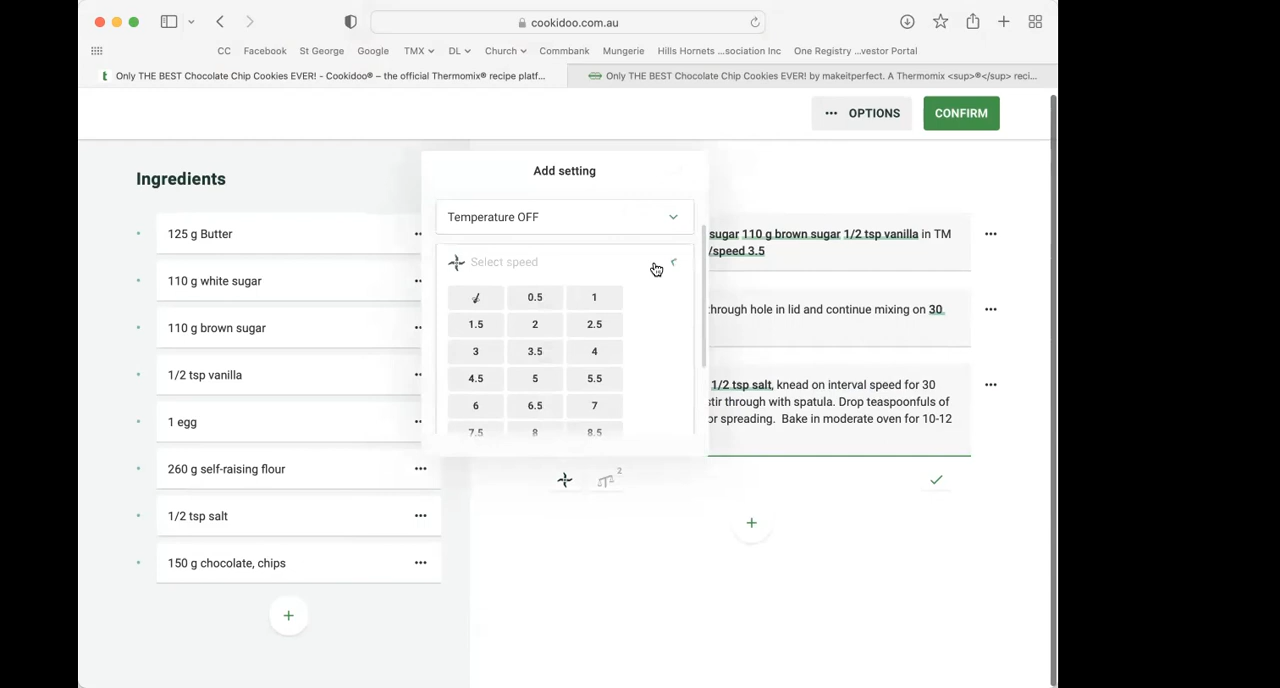 cookidoo.com.au
CC Facebook St George Google TMX DL Church Commbank Mungerie Hills Hornets ...sociation Inc One Registry ...vestor Portal
Only THE BEST Chocolate Chip Cookies EVER! - Cookidoo® – the official Thermomix® recipe platf...
Only THE BEST Chocolate Chip Cookies EVER! by makeitperfect. A Thermomix <sup>®</sup> reci...
••• OPTIONS
CONFIRM
Ingredients
125 g Butter
110 g white sugar
110 g brown sugar
1/2 tsp vanilla
1 egg
260 g self-raising flour
1/2 tsp salt
150 g chocolate, chips
+
Add setting
Temperature OFF
Select speed
0.5 1
1.5 2 2.5
3 3.5 4
4.5 5 5.5
6 6.5 7
7.5 8 8.5
sugar 110 g brown sugar 1/2 tsp vanilla in TM
/speed 3.5
through hole in lid and continue mixing on 30
1/2 tsp salt, knead on interval speed for 30
stir through with spatula. Drop teaspoonfuls of
or spreading. Bake in moderate oven for 10-12
2
+